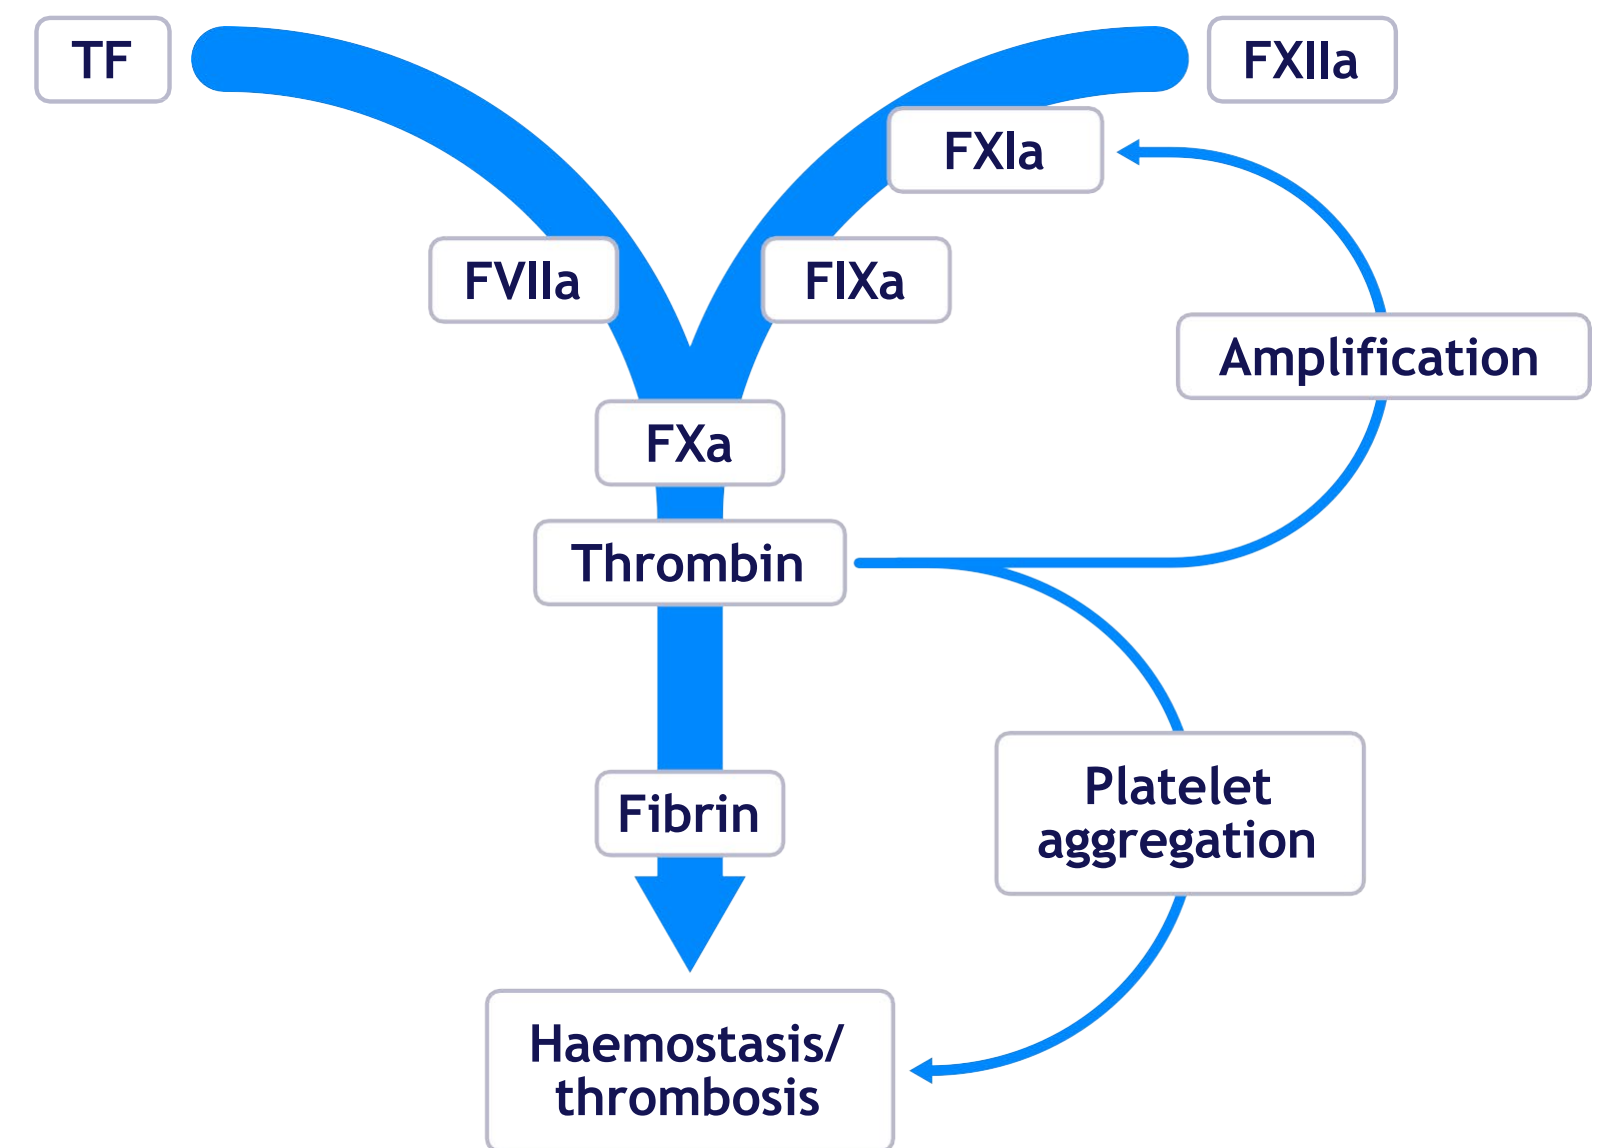 TF
FXIIa
FXIa
FVIIa
FIXa
Amplification
FXa
Thrombin
Platelet
aggregation
Fibrin
Haemostasis/
thrombosis